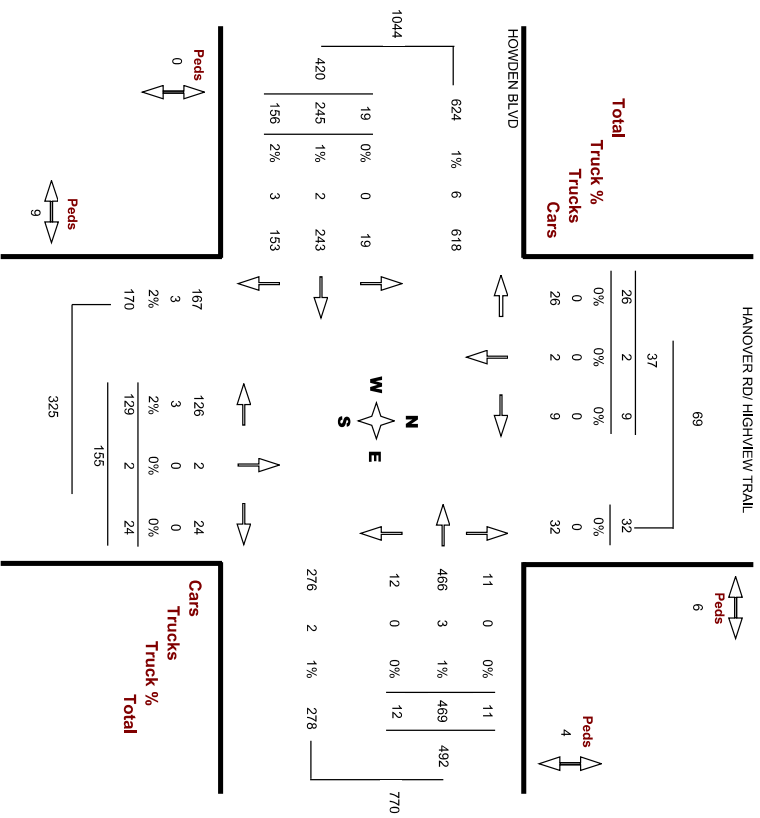 HANOVER RD/ HIGHVIEW TRAIL
HOWDEN BLVD
1044
Peds
0
Peds
9
420
624 1% 6 618
19 0% 0 19
245 1% 2 243
156 2% 3 153
Total
Truck %
Trucks
Cars
69
37
26 2 9 32
0% 0% 0% 0%
0 0 0 0
26 2 9 32
Peds
6
Peds
4
N
W E
S
167 126 2 24
3 3 0 0
2% 2% 0% 0%
170 129 2 24
155
325
11 0 0% 11
466 3 1% 469
12 0 0% 12
492
276 2 1% 278
770
Cars
Trucks
Truck %
Total